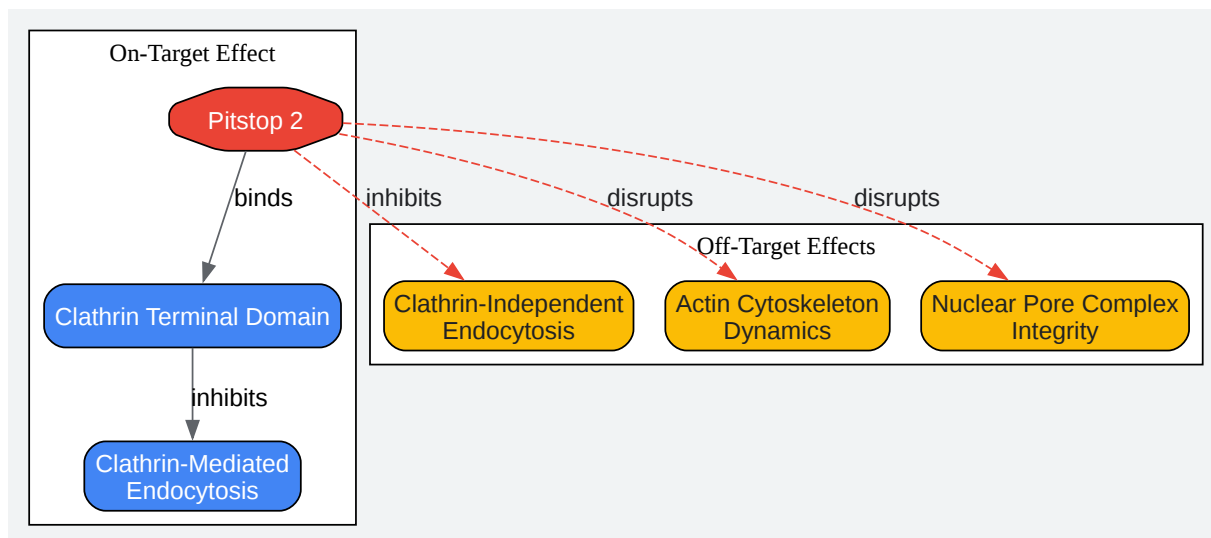 On-Target Effect
Pitstop 2
binds
inhibits
disrupts
disrupts
Off-Target Effects
Clathrin Terminal Domain
Clathrin-Independent
Endocytosis
Actin Cytoskeleton
Dynamics
Nuclear Pore Complex
Integrity
inhibits
Clathrin-Mediated
Endocytosis